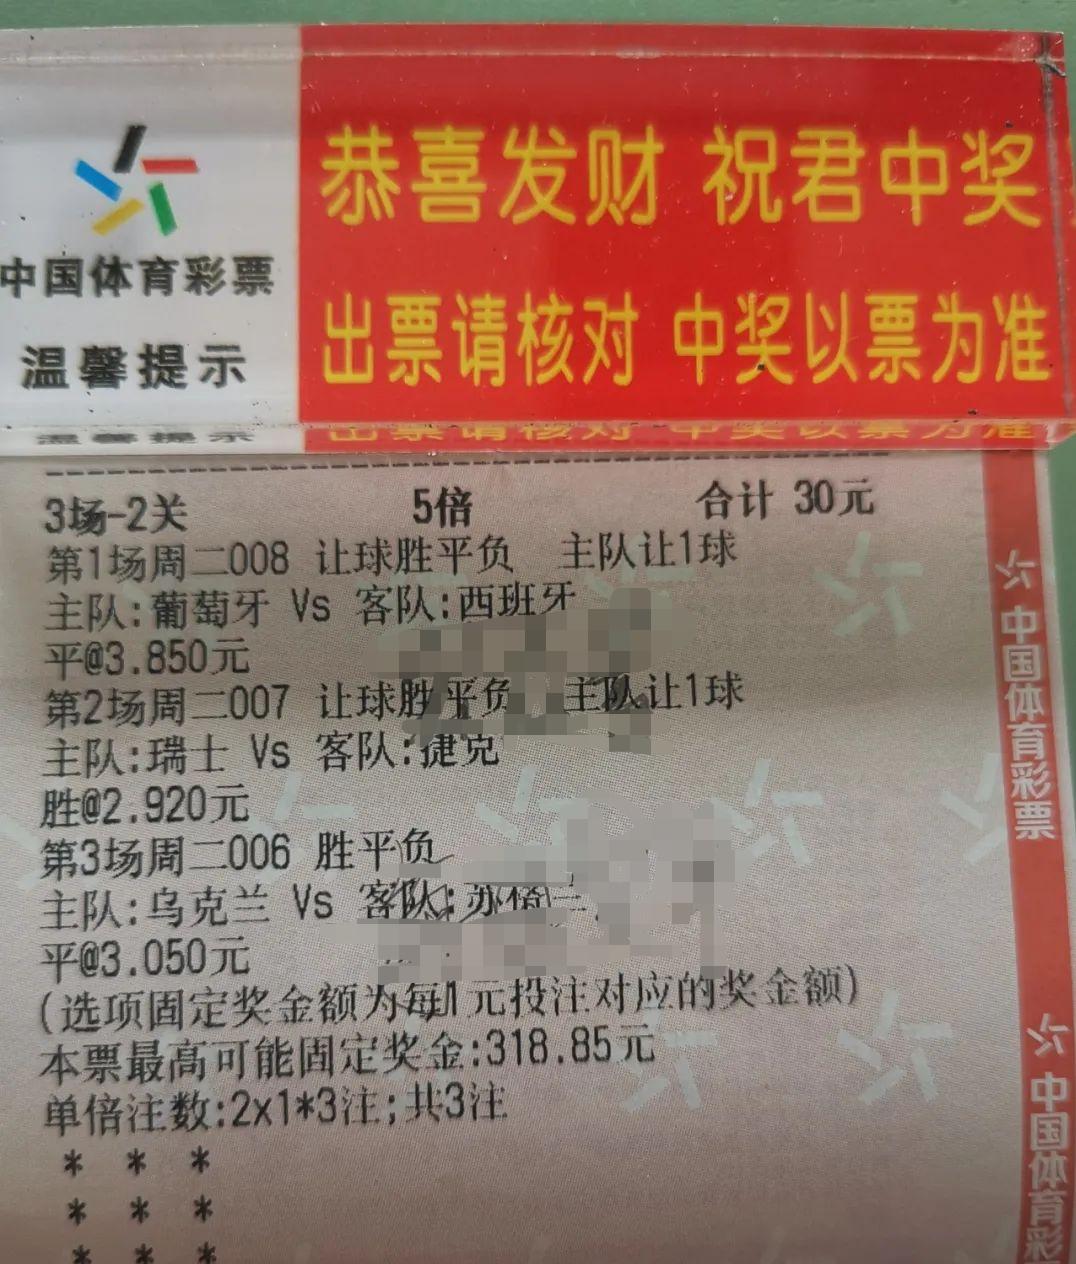 恭喜发财 祝君中奖
中国体育彩票
温馨提示
出票请核对 中奖以票为准
3场-2关 5倍 合计 30元
第1场周二008 让球胜平负 主队让1球
主队:葡萄牙 Vs 客队:西班牙
平@3.850元
第2场周二007 让球胜平负 主队让1球
主队:瑞士 Vs 客队:捷克
胜@2.920元
第3场周二006 胜平负
主队:乌克兰 Vs 客队:苏格兰
平@3.050元
(选项固定奖金额为每1元投注对应的奖金额)
本票最高可能固定奖金:318.85元
单倍注数:2x1*3注;共3注
* * *
* * *
* * *
中国体育彩票
中国体育彩